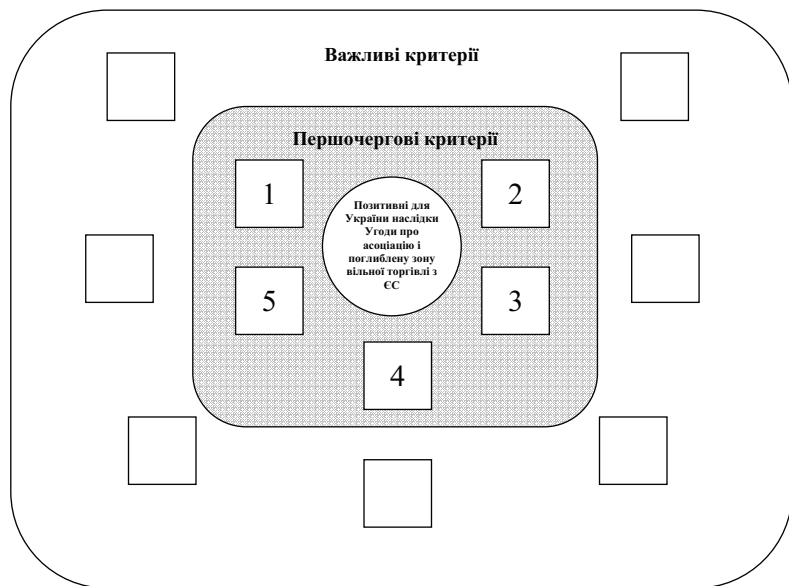 Важливі критерії
Першочергові критерії
1
2
Позитивні для
України наслідки
Угоди про
асоціацію і
поглиблену зону
вільної торгівлі з
ЄС
5
3
4